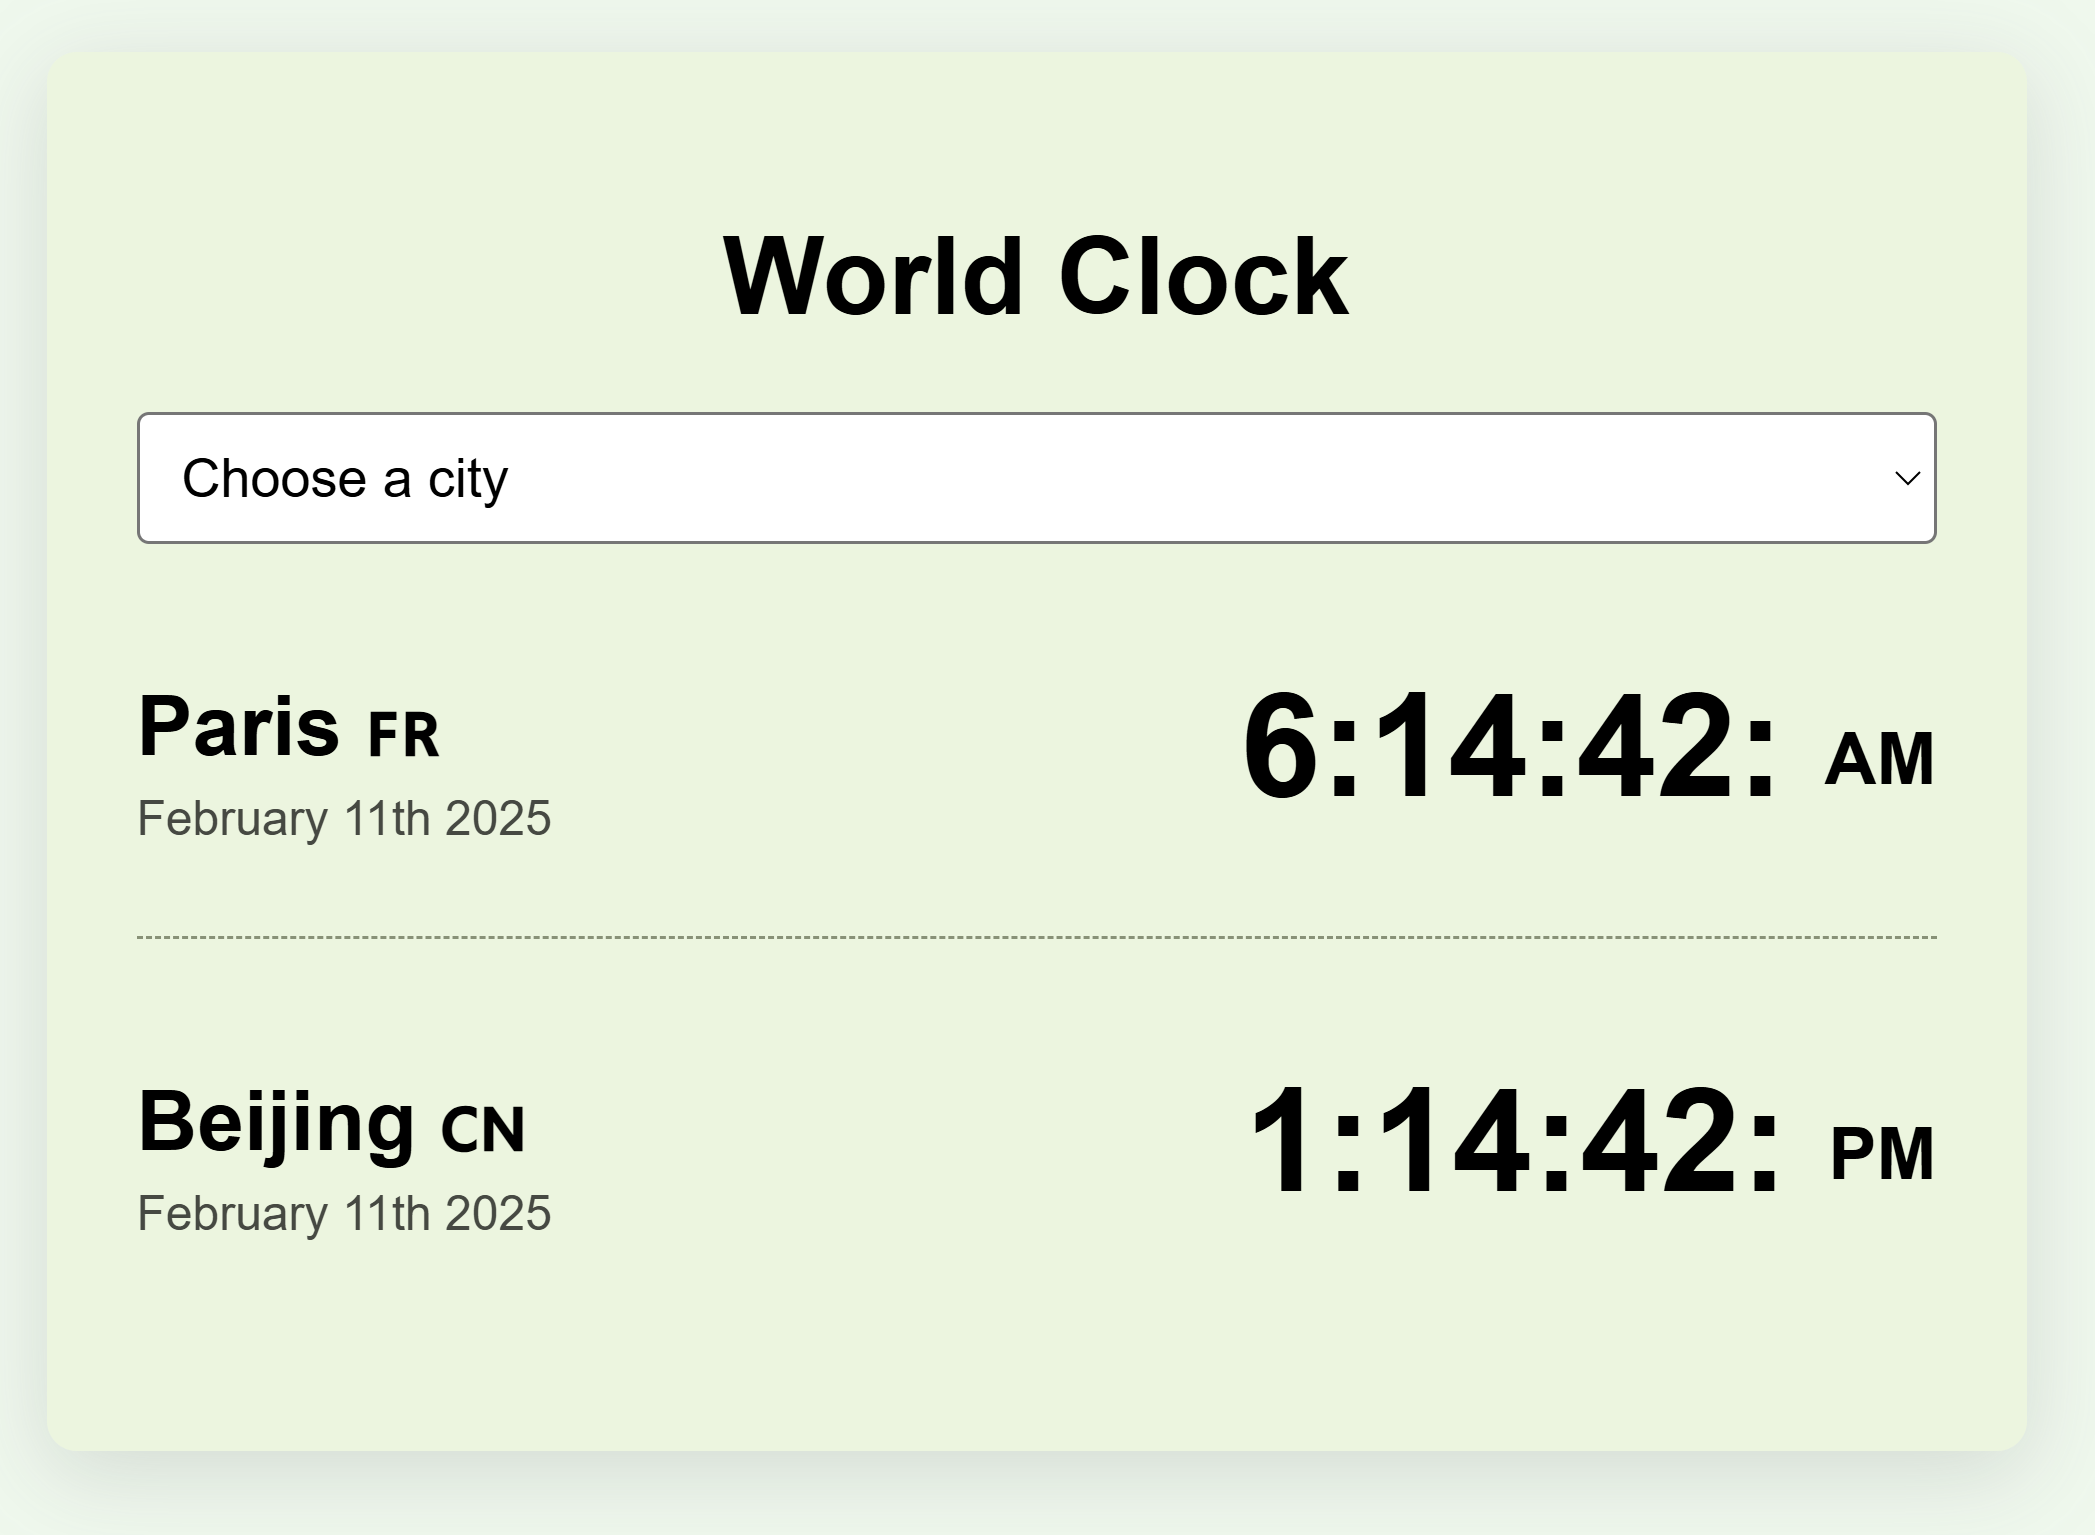 World Clock
Choose a city
Paris FR
6:14:42: AM
February 11th 2025
Beijing CN
1:14:42: PM
February 11th 2025